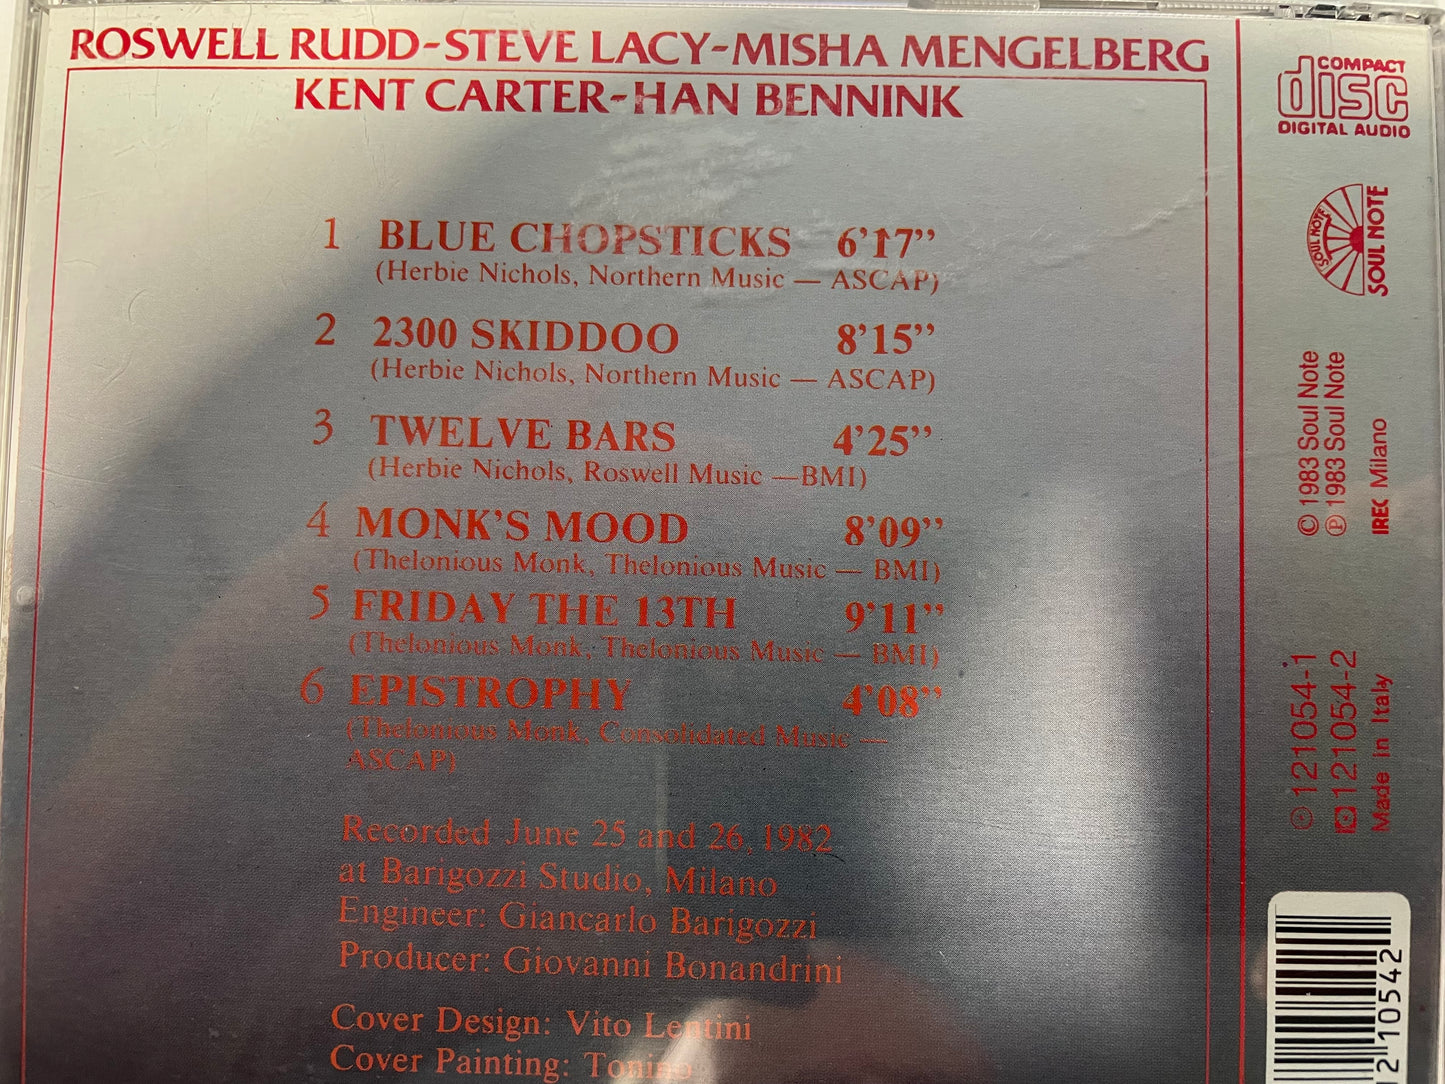 ROSWELL RUDD-STEVE LACY-MISHA MENGELBERG
KENT CARTER-HAN BENNINK
1 BLUE CHOPSTICKS 6'17"
(Herbie Nichols, Northern Music — ASCAP)
2 2300 SKIDDOO 8'15"
(Herbie Nichols, Northern Music — ASCAP)
3 TWELVE BARS 4'25"
(Herbie Nichols, Roswell Music —BMI)
4 MONK'S MOOD 8'09"
(Thelonious Monk, Thelonious Music — BMI)
5 FRIDAY THE 13TH 9'11"
(Thelonious Monk, Thelonious Music — BMI)
6 EPISTROPHY 4'08"
(Thelonious Monk, Consolidated Music —
ASCAP)
Recorded June 25 and 26, 1982
at Barigozzi Studio, Milano
Engineer: Giancarlo Barigozzi
Producer: Giovanni Bonandrini
Cover Design: Vito Lentini
Cover Painting: Tonino
COMPACT
disc
DIGITAL AUDIO
SOUL NOTE
SOUL NOTE
© 1983 Soul Note
℗ 1983 Soul Note
IREC Milano
121054-1
121054-2
Made in Italy
2 10542